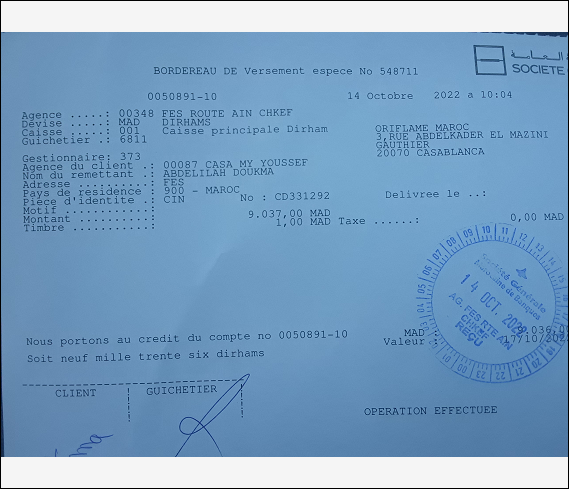 SOCIETE
BORDEREAU DE Versement espece No 548711
0050891-10
14 Octobre 2022 a 10:04
Agence .....: 00348 FES ROUTE AIN CHKEF
Devise .....: MAD DIRHAMS
Caisse .....: 001 Caisse principale Dirham
Guichetier .: 6811
ORIFLAME MAROC
3,RUE ABDELKADER EL MAZINI
GAUTHIER
20070 CASABLANCA
Gestionnaire: 373
Agence du client .: 00087 CASA MY YOUSSEF
Nom du remettant .: ABDELILAH DOUKMA
Adresse ..........: FES
Pays de residence : 900 - MAROC
Pièce d'identite .: CIN No : CD331292 Delivree le ..:
Motif ............:
Montant ..........: 9.037,00 MAD
Timbre ...........: 1,00 MAD Taxe ......: 0,00 MAD
Société Générale
Marocaine de Banques
14 OCT. 2022
AG. FES RTE AIN
CHKEF
REÇU
Nous portons au credit du compte no 0050891-10 MAD : 9.036,00
Soit neuf mille trente six dirhams Valeur : 17/10/202
CLIENT
GUICHETIER
OPERATION EFFECTUEE